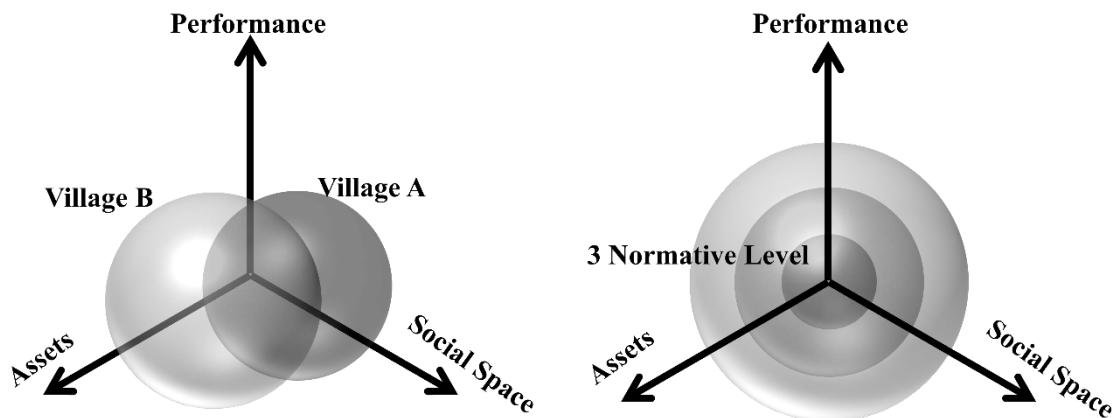 Performance
Village B
Village A
Assets
Social Space
Performance
3 Normative Level
Assets
Social Space